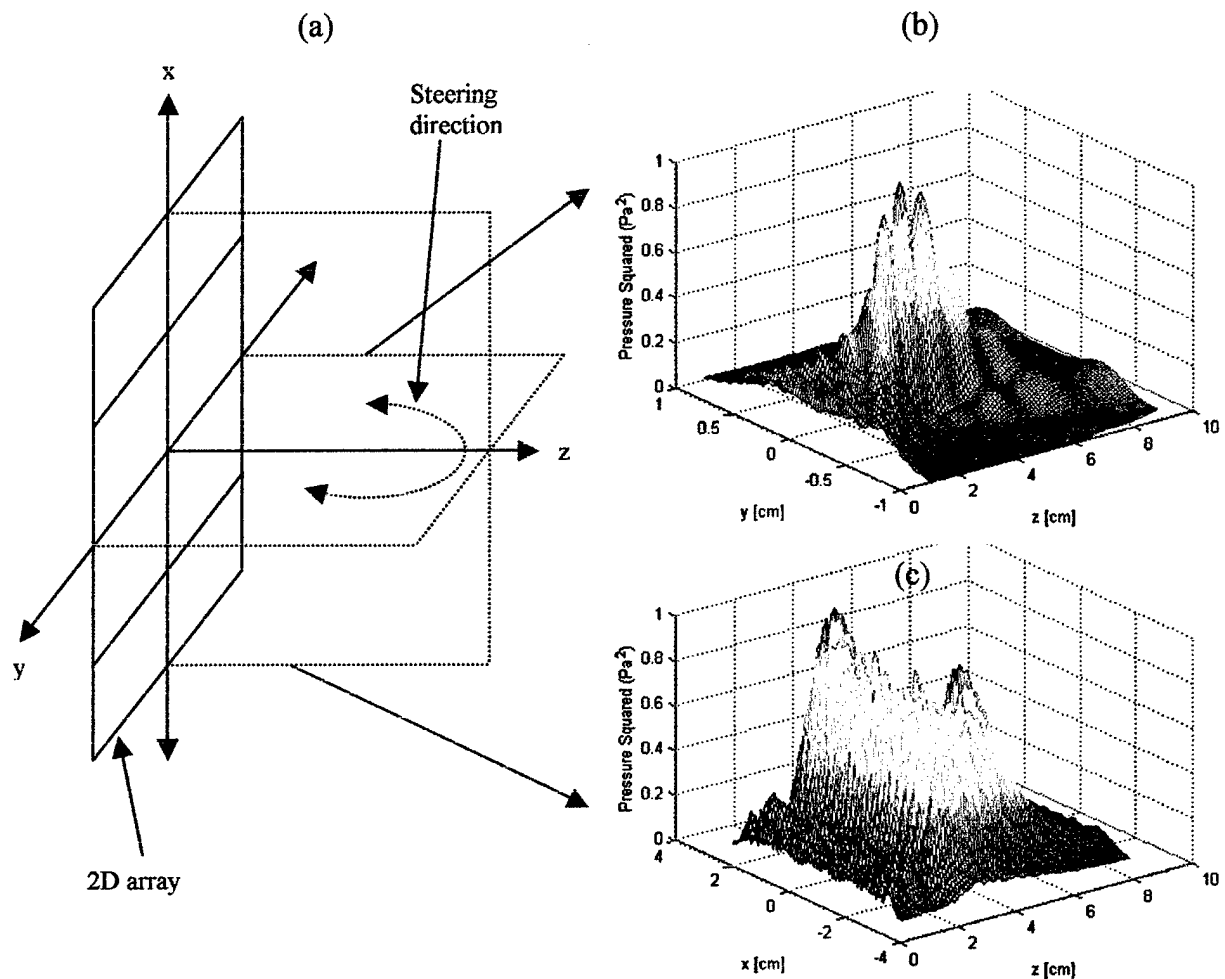 (a)
x
Steering
direction
z
y
2D array
(b)
Pressure Squared (Pa²)
1
0.8
0.6
0.4
0.2
0
1
0.5
0
-0.5
-1
y [cm]
0
2
4
6
8
10
z [cm]
(c)
Pressure Squared (Pa²)
1
0.8
0.6
0.4
0.2
0
4
2
0
-2
-4
x [cm]
0
2
4
6
8
10
z [cm]